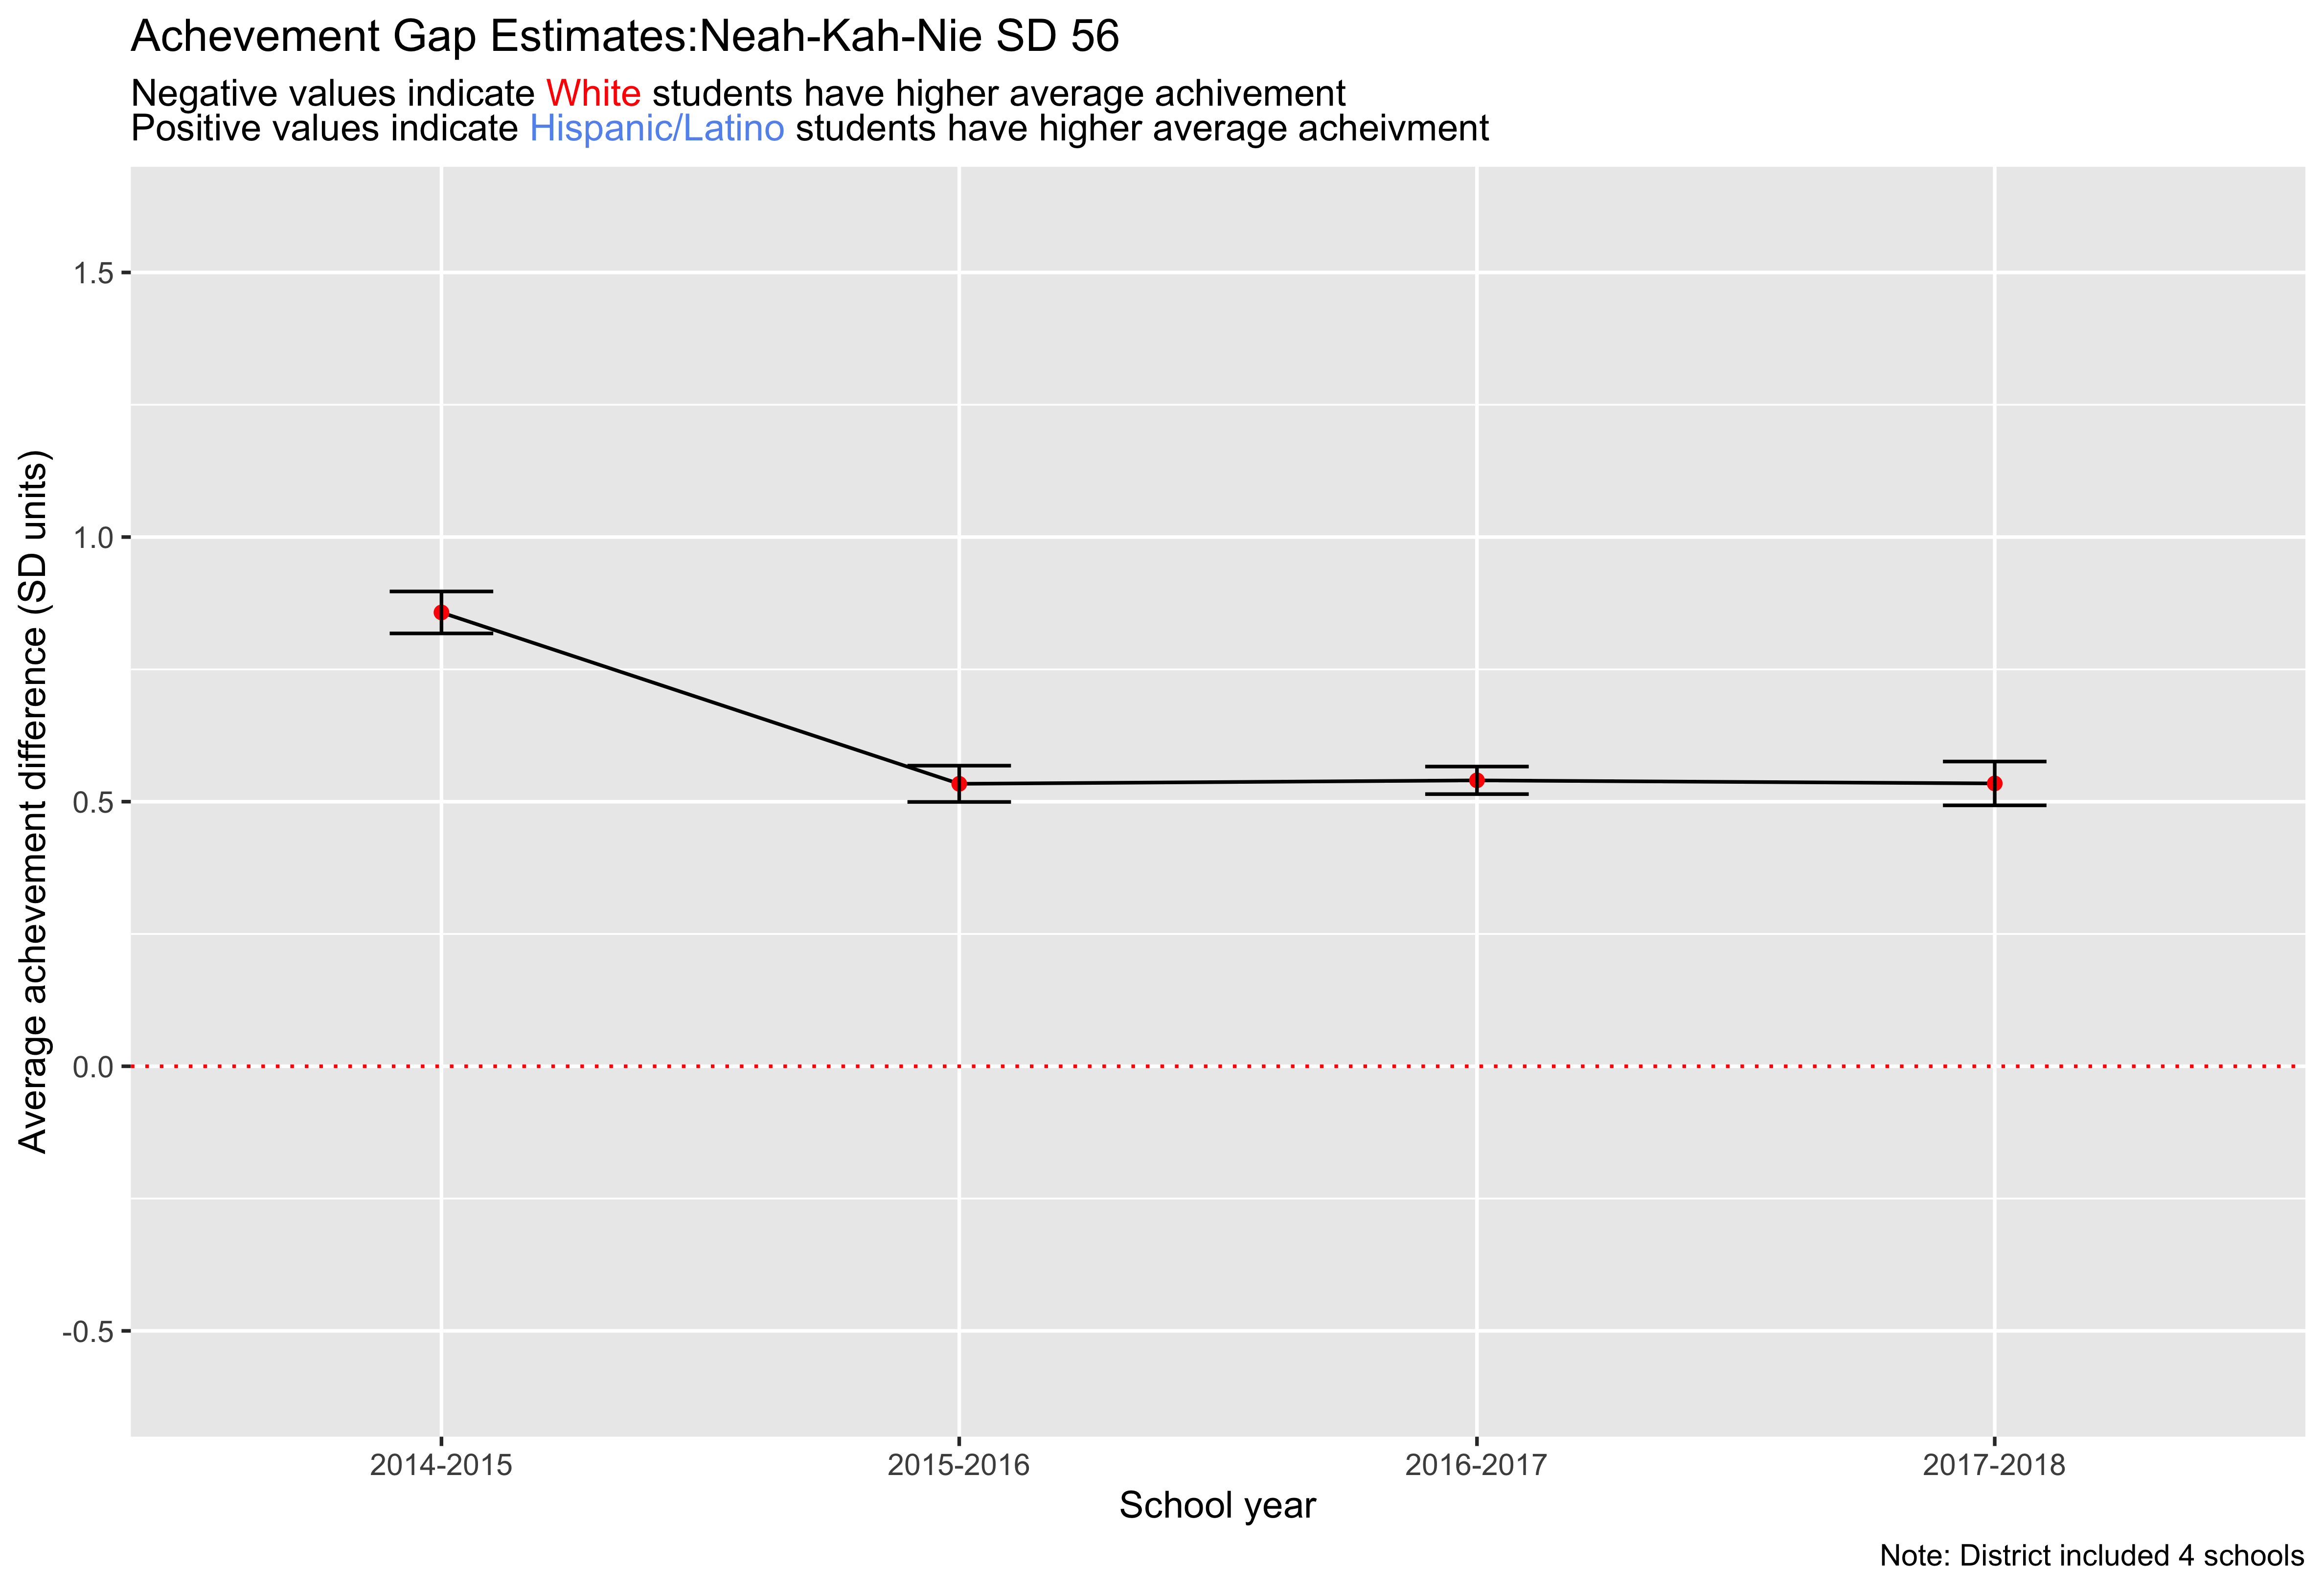 Achevement Gap Estimates:Neah-Kah-Nie SD 56
Negative values indicate White students have higher average achivement
Positive values indicate Hispanic/Latino students have higher average acheivment
Average achevement difference (SD units)
1.5
1.0
0.5
0.0
-0.5
2014-2015
2015-2016
2016-2017
2017-2018
School year
Note: District included 4 schools